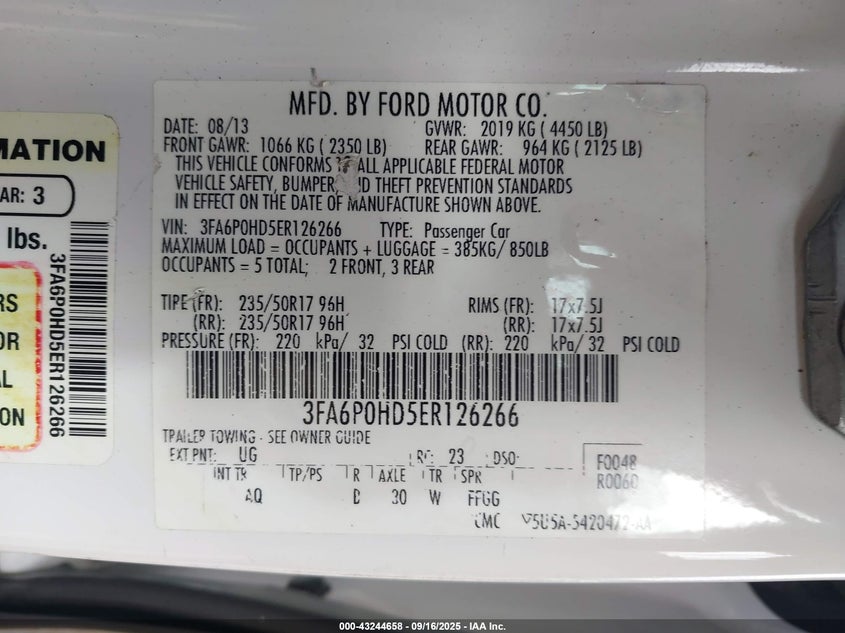 MFD. BY FORD MOTOR CO.
DATE: 08/13 GVWR: 2019 KG ( 4450 LB)
FRONT GAWR: 1066 KG ( 2350 LB) REAR GAWR: 964 KG ( 2125 LB)
THIS VEHICLE CONFORMS ALL APPLICABLE FEDERAL MOTOR
VEHICLE SAFETY, BUMPER, THEFT PREVENTION STANDARDS
IN EFFECT ON THE DATE OF MANUFACTURE SHOWN ABOVE.
VIN: 3FA6P0HD5ER126266 TYPE: Passenger Car
MAXIMUM LOAD = OCCUPANTS + LUGGAGE = 385KG/ 850LB
OCCUPANTS = 5 TOTAL; 2 FRONT, 3 REAR
TIPE (FR): 235/50R17 96H RIMS (FR): 17x7.5J
(RR): 235/50R17 96H (RR): 17x7.5J
PRESSURE (FR): 220 kPa/ 32 PSI COLD (RR): 220 kPa/ 32 PSI COLD
3FA6P0HD5ER126266
TRAILER TOWING - SEE OWNER GUIDE
EXT PNT: UG RC: 23 DSO: F0048
R0060
INT TR TP/PS R AXLE TR SPR
AQ 30 W FFGG
5U5A-5420472-AA
MATION
AR: 3
lbs.
3FA6P0HD5ER126266
RS
OR
AL
ION
000-43244658 - 09/16/2025 - IAA Inc.